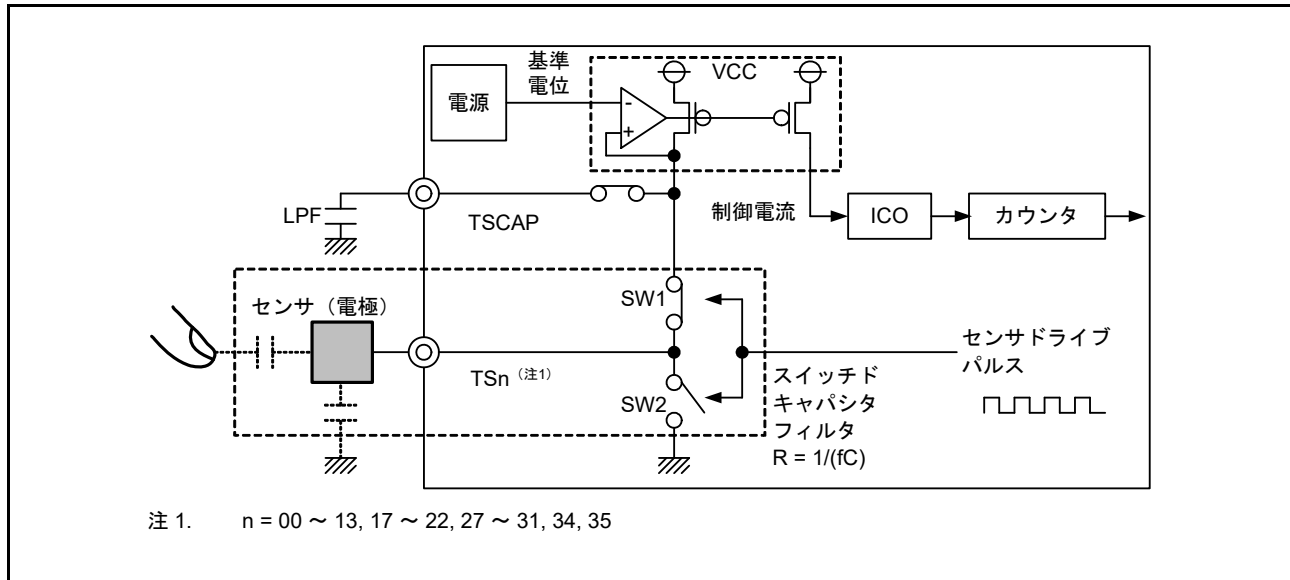 基準
電位
VCC
電源
-
+
LPF
TSCAP
制御電流
ICO
カウンタ
センサ（電極）
SW1
センサドライブ
パルス
TSn（注1）
SW2
スイッチド
キャパシタ
フィルタ
R = 1/(fC)
注 1. n = 00 ～ 13, 17 ～ 22, 27 ～ 31, 34, 35